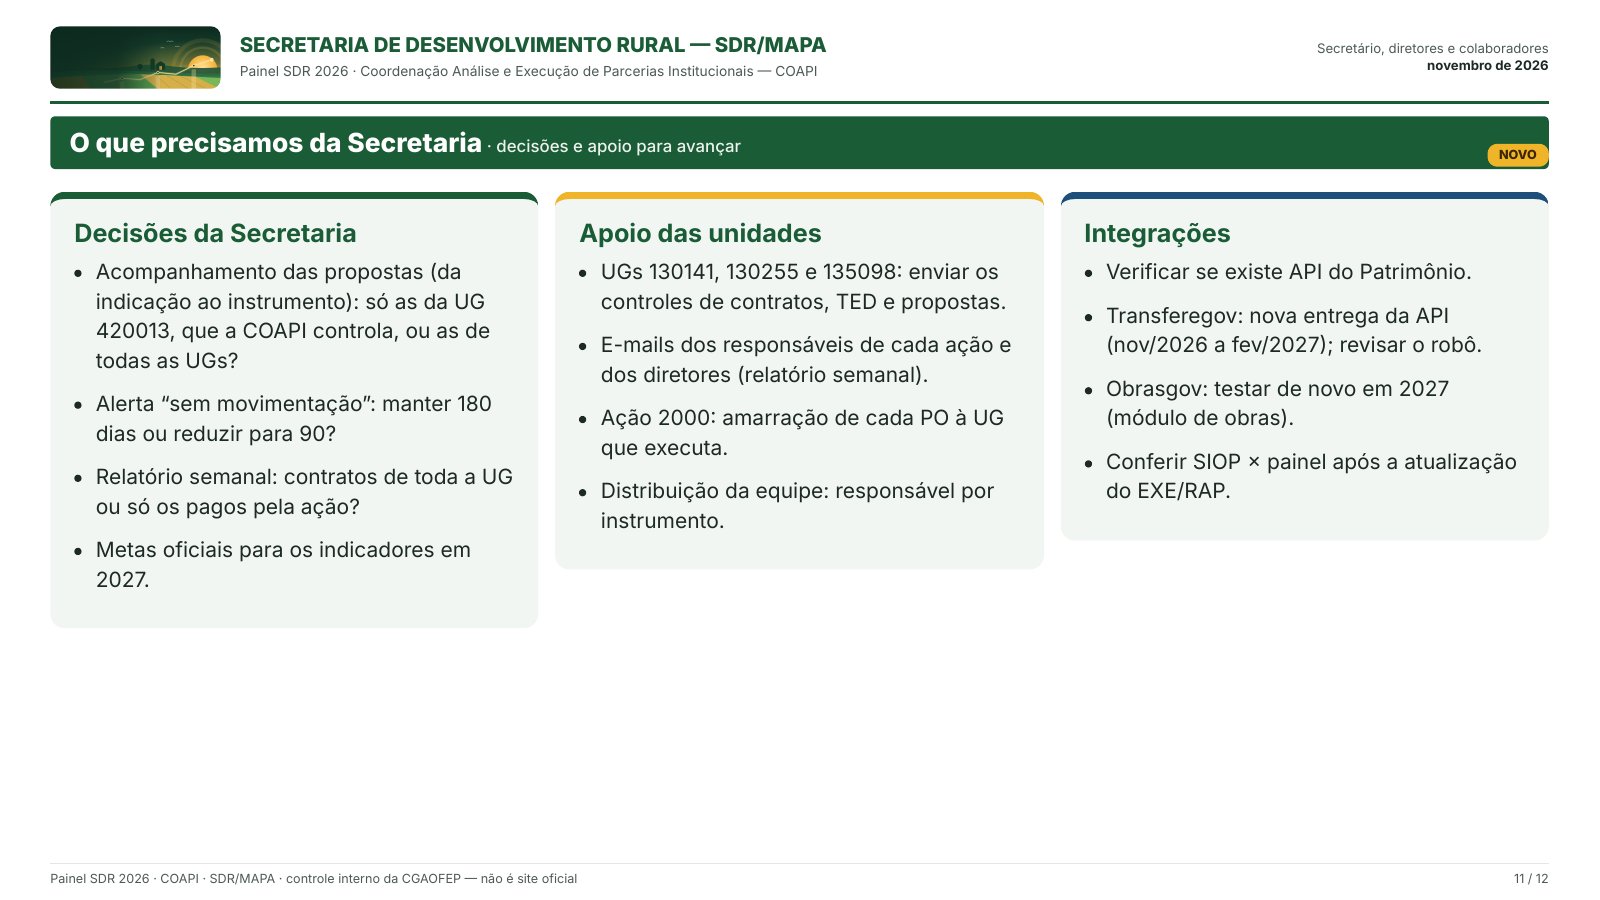 SECRETARIA DE DESENVOLVIMENTO RURAL — SDR/MAPA
Painel SDR 2026 · Coordenação Análise e Execução de Parcerias Institucionais — COAPI
Secretário, diretores e colaboradores
novembro de 2026
O que precisamos da Secretaria · decisões e apoio para avançar
NOVO
Decisões da Secretaria
• Acompanhamento das propostas (da
indicação ao instrumento): só as da UG
420013, que a COAPI controla, ou as de
todas as UGs?
• Alerta “sem movimentação”: manter 180
dias ou reduzir para 90?
• Relatório semanal: contratos de toda a UG
ou só os pagos pela ação?
• Metas oficiais para os indicadores em
2027.
Apoio das unidades
• UGs 130141, 130255 e 135098: enviar os
controles de contratos, TED e propostas.
• E-mails dos responsáveis de cada ação e
dos diretores (relatório semanal).
• Ação 2000: amarração de cada PO à UG
que executa.
• Distribuição da equipe: responsável por
instrumento.
Integrações
• Verificar se existe API do Patrimônio.
• Transferegov: nova entrega da API
(nov/2026 a fev/2027); revisar o robô.
• Obrasgov: testar de novo em 2027
(módulo de obras).
• Conferir SIOP × painel após a atualização
do EXE/RAP.
Painel SDR 2026 · COAPI · SDR/MAPA · controle interno da CGAOFEP — não é site oficial
11 / 12